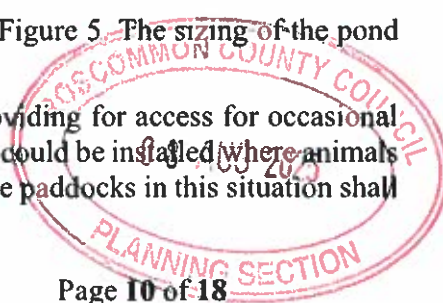 Figure 5 The sizing of the pond
ROSCOMMON COUNTY COUNCIL
oviding for access for occasional
could be installed where animals
e paddocks in this situation shall
PLANNING SECTION
Page 10 of 18